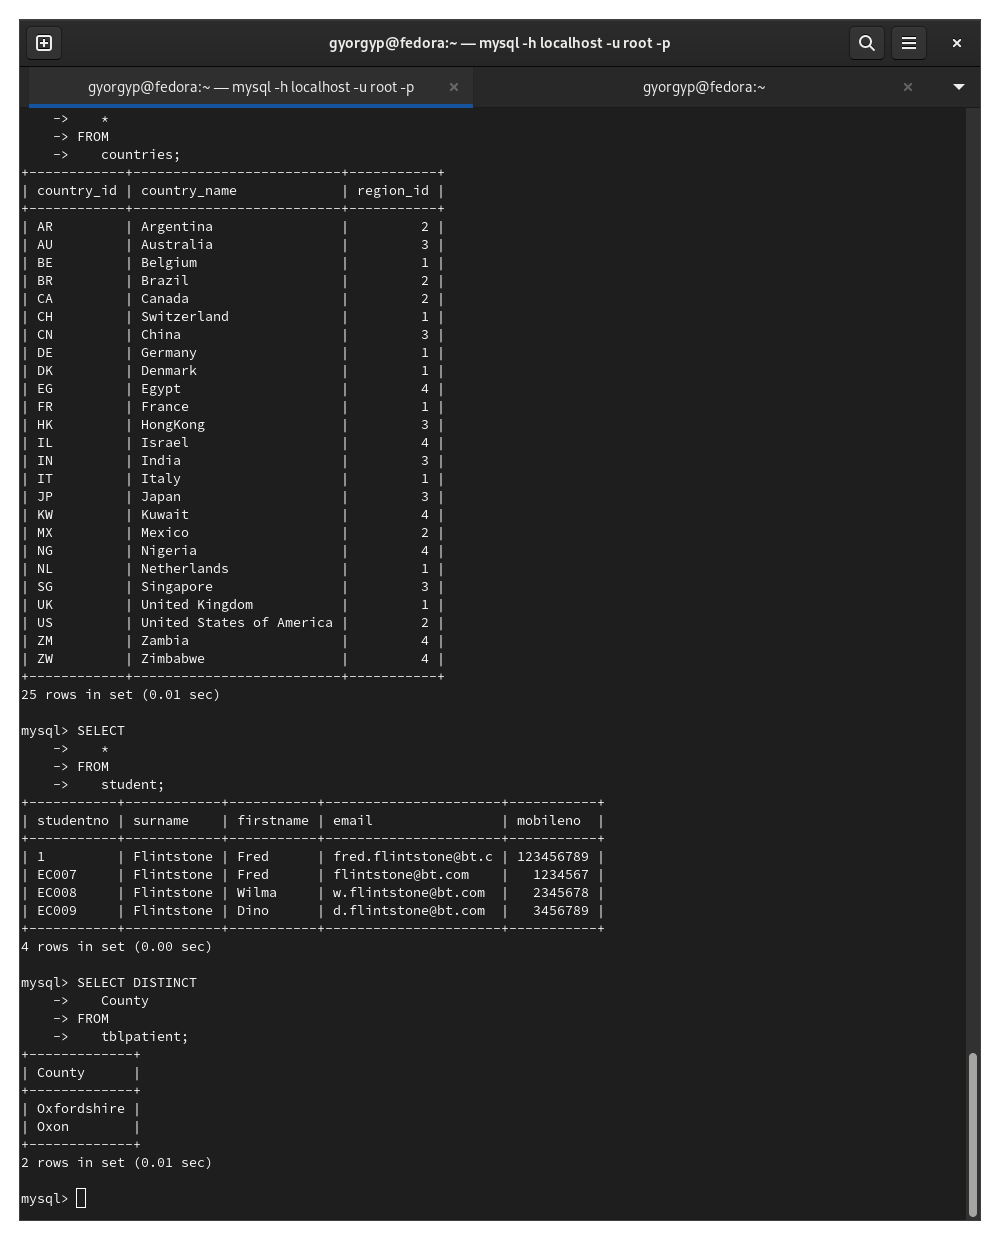 gyorgyp@fedora:~ — mysql -h localhost -u root -p
gyorgyp@fedora:~ — mysql -h localhost -u root -p
gyorgyp@fedora:~
    ->    *
    -> FROM
    ->    countries;
+------------+--------------------------+-----------+
| country_id | country_name             | region_id |
+------------+--------------------------+-----------+
| AR         | Argentina                |         2 |
| AU         | Australia                |         3 |
| BE         | Belgium                  |         1 |
| BR         | Brazil                   |         2 |
| CA         | Canada                   |         2 |
| CH         | Switzerland              |         1 |
| CN         | China                    |         3 |
| DE         | Germany                  |         1 |
| DK         | Denmark                  |         1 |
| EG         | Egypt                    |         4 |
| FR         | France                   |         1 |
| HK         | HongKong                 |         3 |
| IL         | Israel                   |         4 |
| IN         | India                    |         3 |
| IT         | Italy                    |         1 |
| JP         | Japan                    |         3 |
| KW         | Kuwait                   |         4 |
| MX         | Mexico                   |         2 |
| NG         | Nigeria                  |         4 |
| NL         | Netherlands              |         1 |
| SG         | Singapore                |         3 |
| UK         | United Kingdom           |         1 |
| US         | United States of America |         2 |
| ZM         | Zambia                   |         4 |
| ZW         | Zimbabwe                 |         4 |
+------------+--------------------------+-----------+
25 rows in set (0.01 sec)

mysql> SELECT
    ->    *
    -> FROM
    ->    student;
+-----------+------------+-----------+----------------------+-----------+
| studentno | surname    | firstname | email                | mobileno  |
+-----------+------------+-----------+----------------------+-----------+
| 1         | Flintstone | Fred      | fred.flintstone@bt.c | 123456789 |
| EC007     | Flintstone | Fred      | flintstone@bt.com    |   1234567 |
| EC008     | Flintstone | Wilma     | w.flintstone@bt.com  |   2345678 |
| EC009     | Flintstone | Dino      | d.flintstone@bt.com  |   3456789 |
+-----------+------------+-----------+----------------------+-----------+
4 rows in set (0.00 sec)

mysql> SELECT DISTINCT
    ->    County
    -> FROM
    ->    tblpatient;
+-------------+
| County      |
+-------------+
| Oxfordshire |
| Oxon        |
+-------------+
2 rows in set (0.01 sec)

mysql>